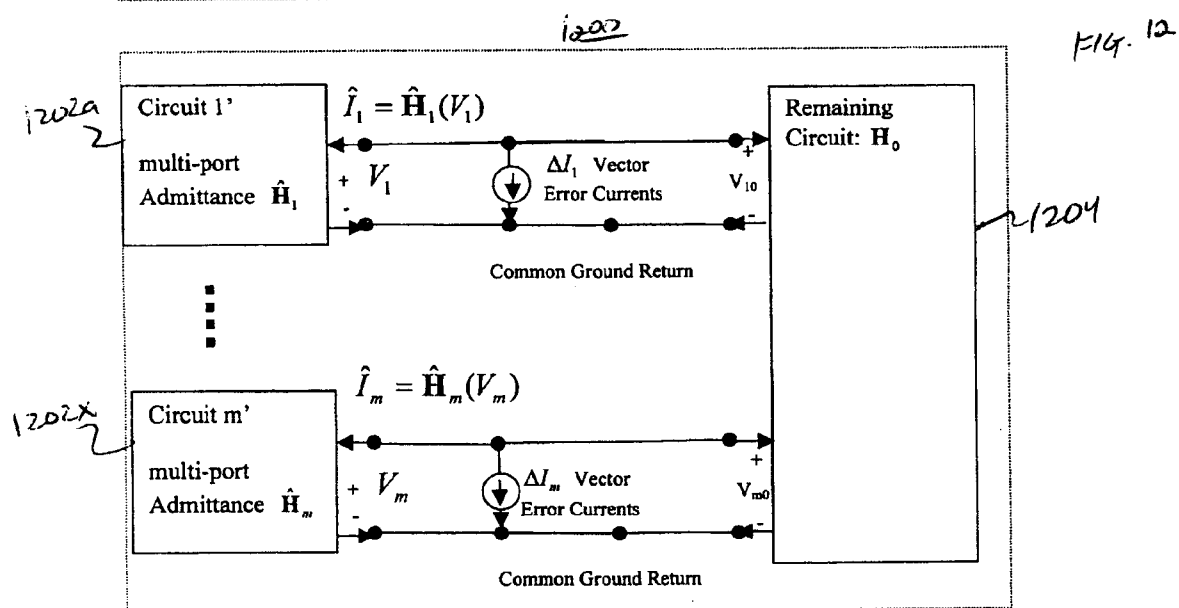 1200
FIG. 12
1202a
Circuit 1'
multi-port
Admittance Ĥ₁
Î₁ = Ĥ₁(V₁)
+
V₁
-
ΔI₁ Vector
Error Currents
+
V₁₀
-
Remaining
Circuit: H₀
1204
Common Ground Return
1202x
Circuit m'
multi-port
Admittance Ĥₘ
Îₘ = Ĥₘ(Vₘ)
+
Vₘ
-
ΔIₘ Vector
Error Currents
+
Vₘ₀
-
Common Ground Return